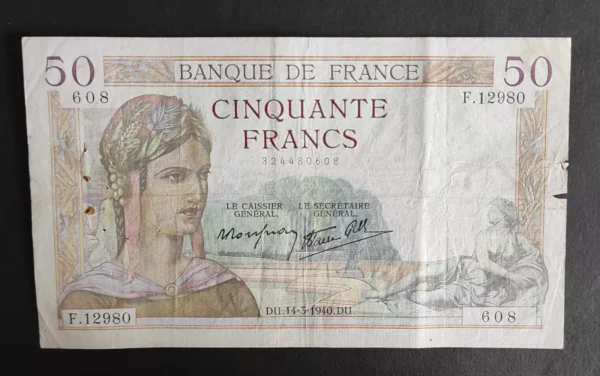 50 BANQUE DE FRANCE 50
608 F.12980
CINQUANTE
FRANCS
324480608
LE CAISSIER GÉNÉRAL.
LE SECRÉTAIRE GÉNÉRAL.
F.12980 DU.14-3-1940.DU. 608